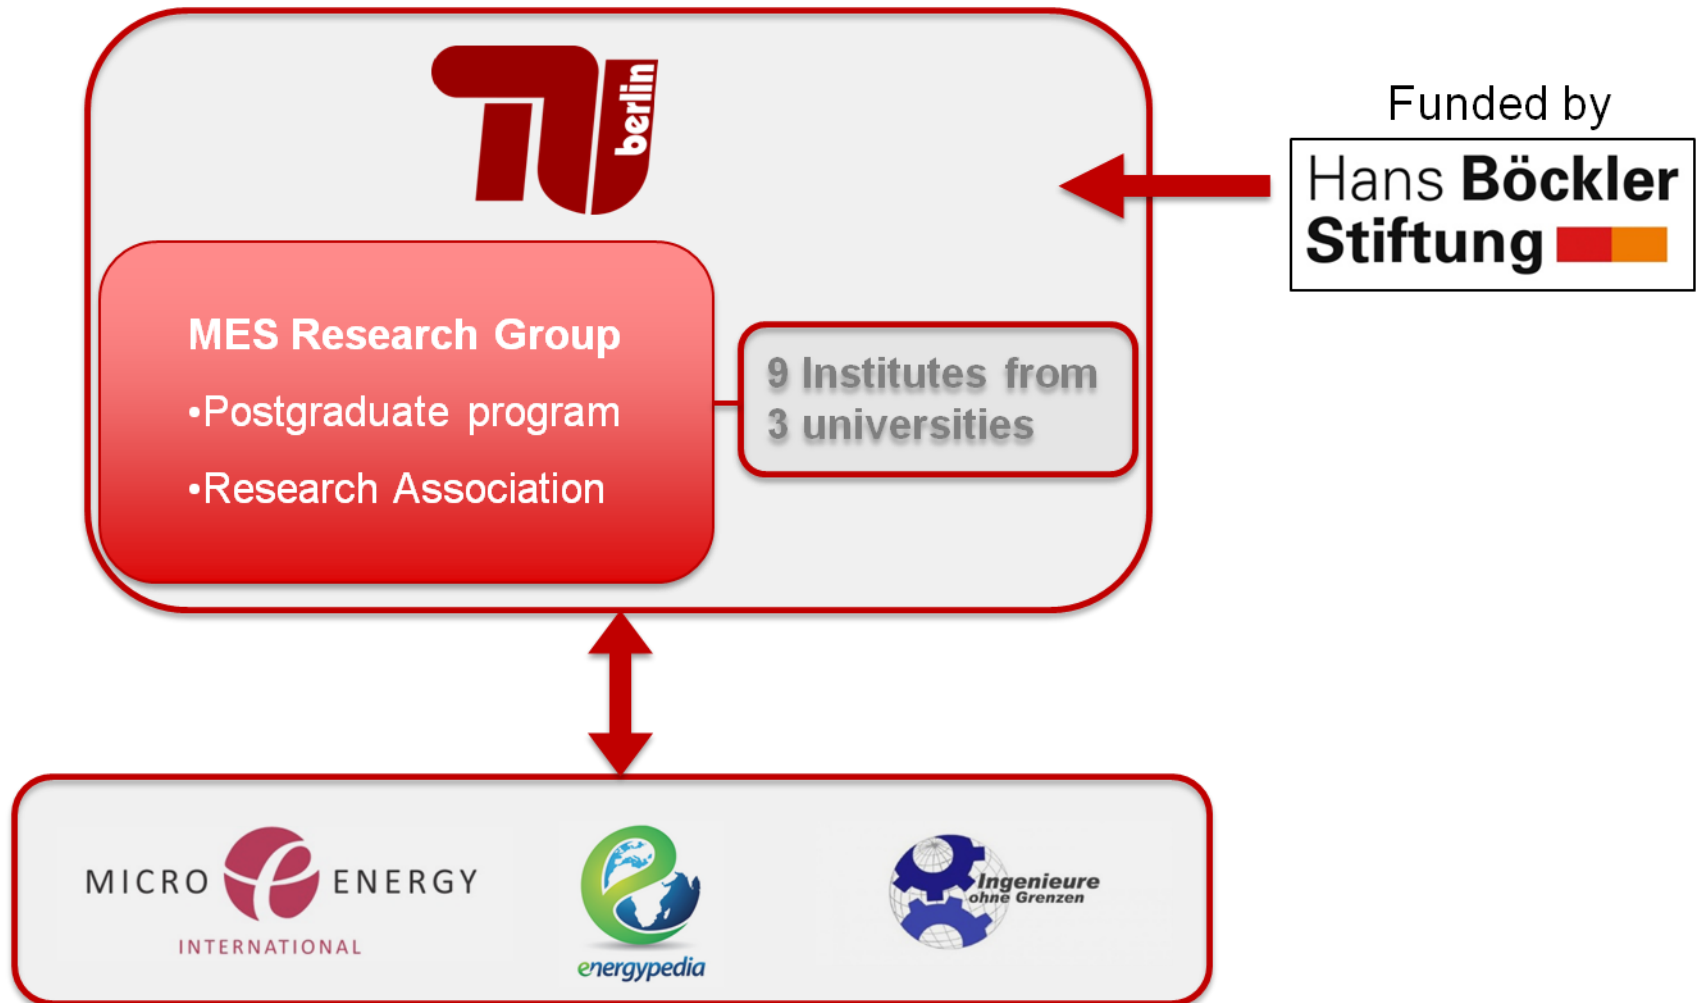 TU berlin
Funded by
Hans Böckler
Stiftung
MES Research Group
•Postgraduate program
•Research Association
9 Institutes from
3 universities
MICRO e ENERGY
INTERNATIONAL
energypedia
Ingenieure
ohne Grenzen